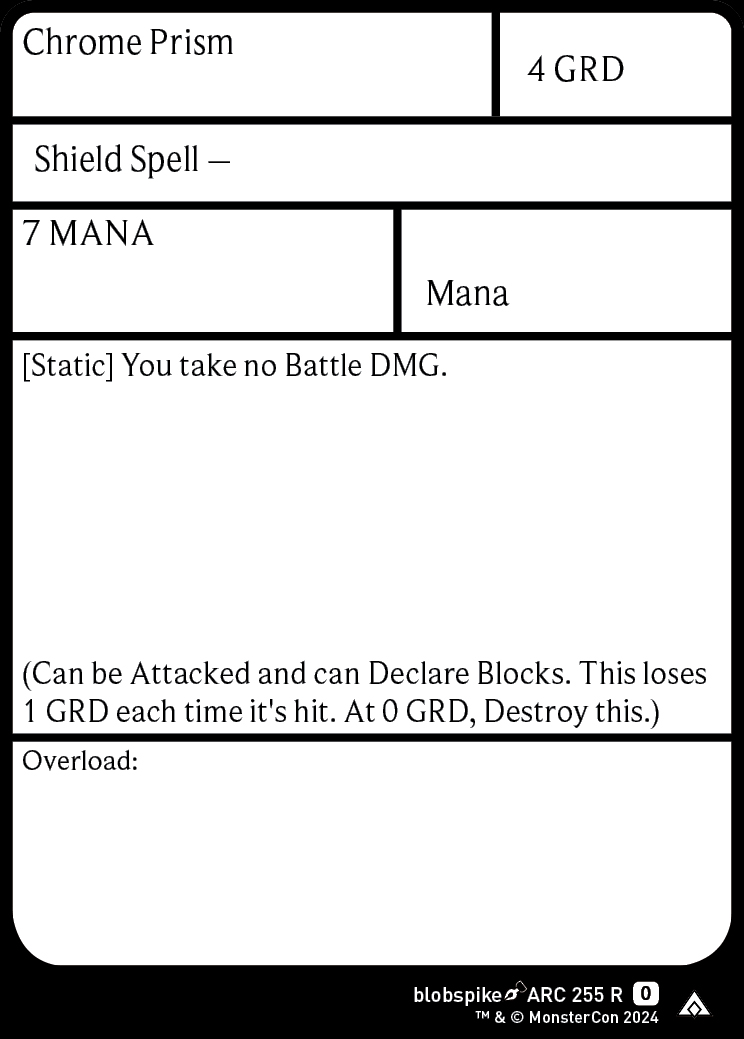 Chrome Prism
4 GRD
Shield Spell —
7 MANA
Mana
[Static] You take no Battle DMG.
(Can be Attacked and can Declare Blocks. This loses
1 GRD each time it's hit. At 0 GRD, Destroy this.)
Overload:
blobspike ARC 255 R 0
™ & © MonsterCon 2024